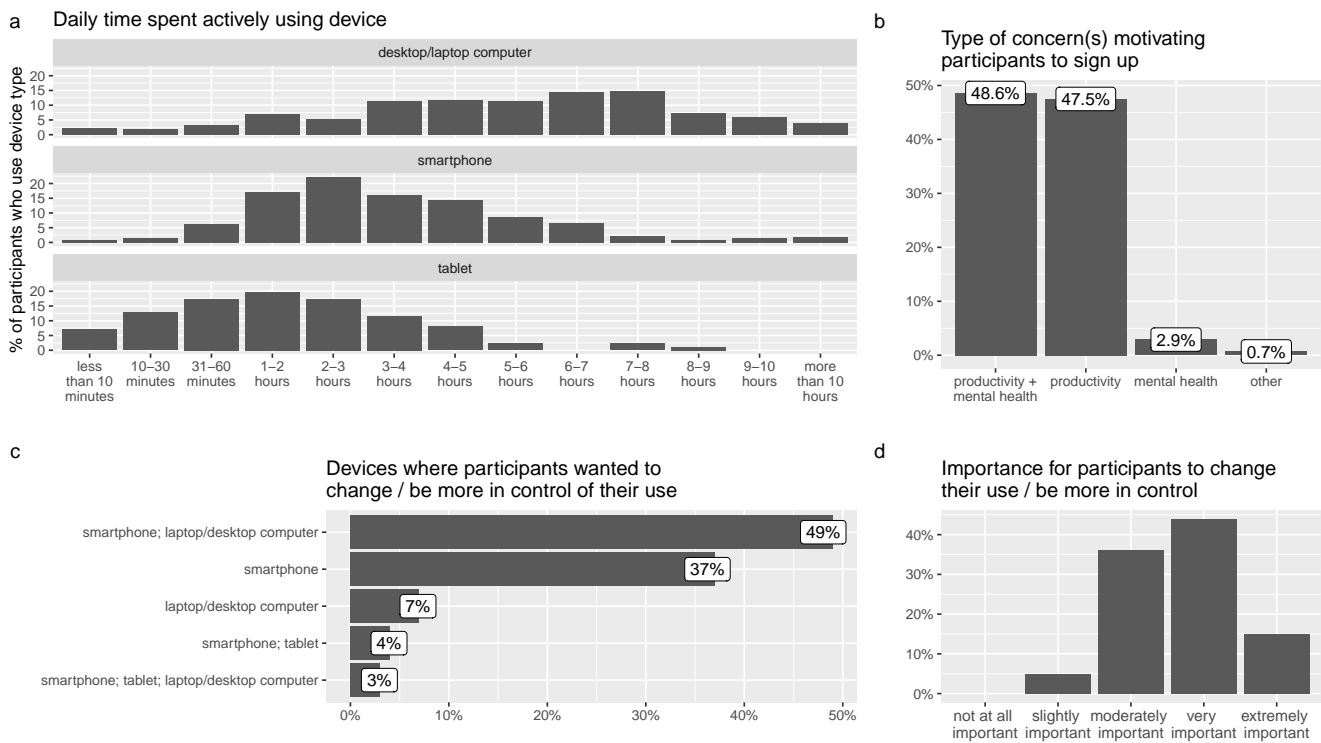 a
Daily time spent actively using device
% of participants who use device type
desktop/laptop computer
20
15
10
5
0
smartphone
20
15
10
5
0
tablet
20
15
10
5
0
less than 10 minutes
10–30 minutes
31–60 minutes
1–2 hours
2–3 hours
3–4 hours
4–5 hours
5–6 hours
6–7 hours
7–8 hours
8–9 hours
9–10 hours
more than 10 hours
b
Type of concern(s) motivating
participants to sign up
50%
40%
30%
20%
10%
0%
48.6%
47.5%
2.9%
0.7%
productivity + mental health
productivity
mental health
other
c
Devices where participants wanted to
change / be more in control of their use
smartphone; laptop/desktop computer
49%
smartphone
37%
laptop/desktop computer
7%
smartphone; tablet
4%
smartphone; tablet; laptop/desktop computer
3%
0%
10%
20%
30%
40%
50%
d
Importance for participants to change
their use / be more in control
40%
30%
20%
10%
0%
not at all important
slightly important
moderately important
very important
extremely important